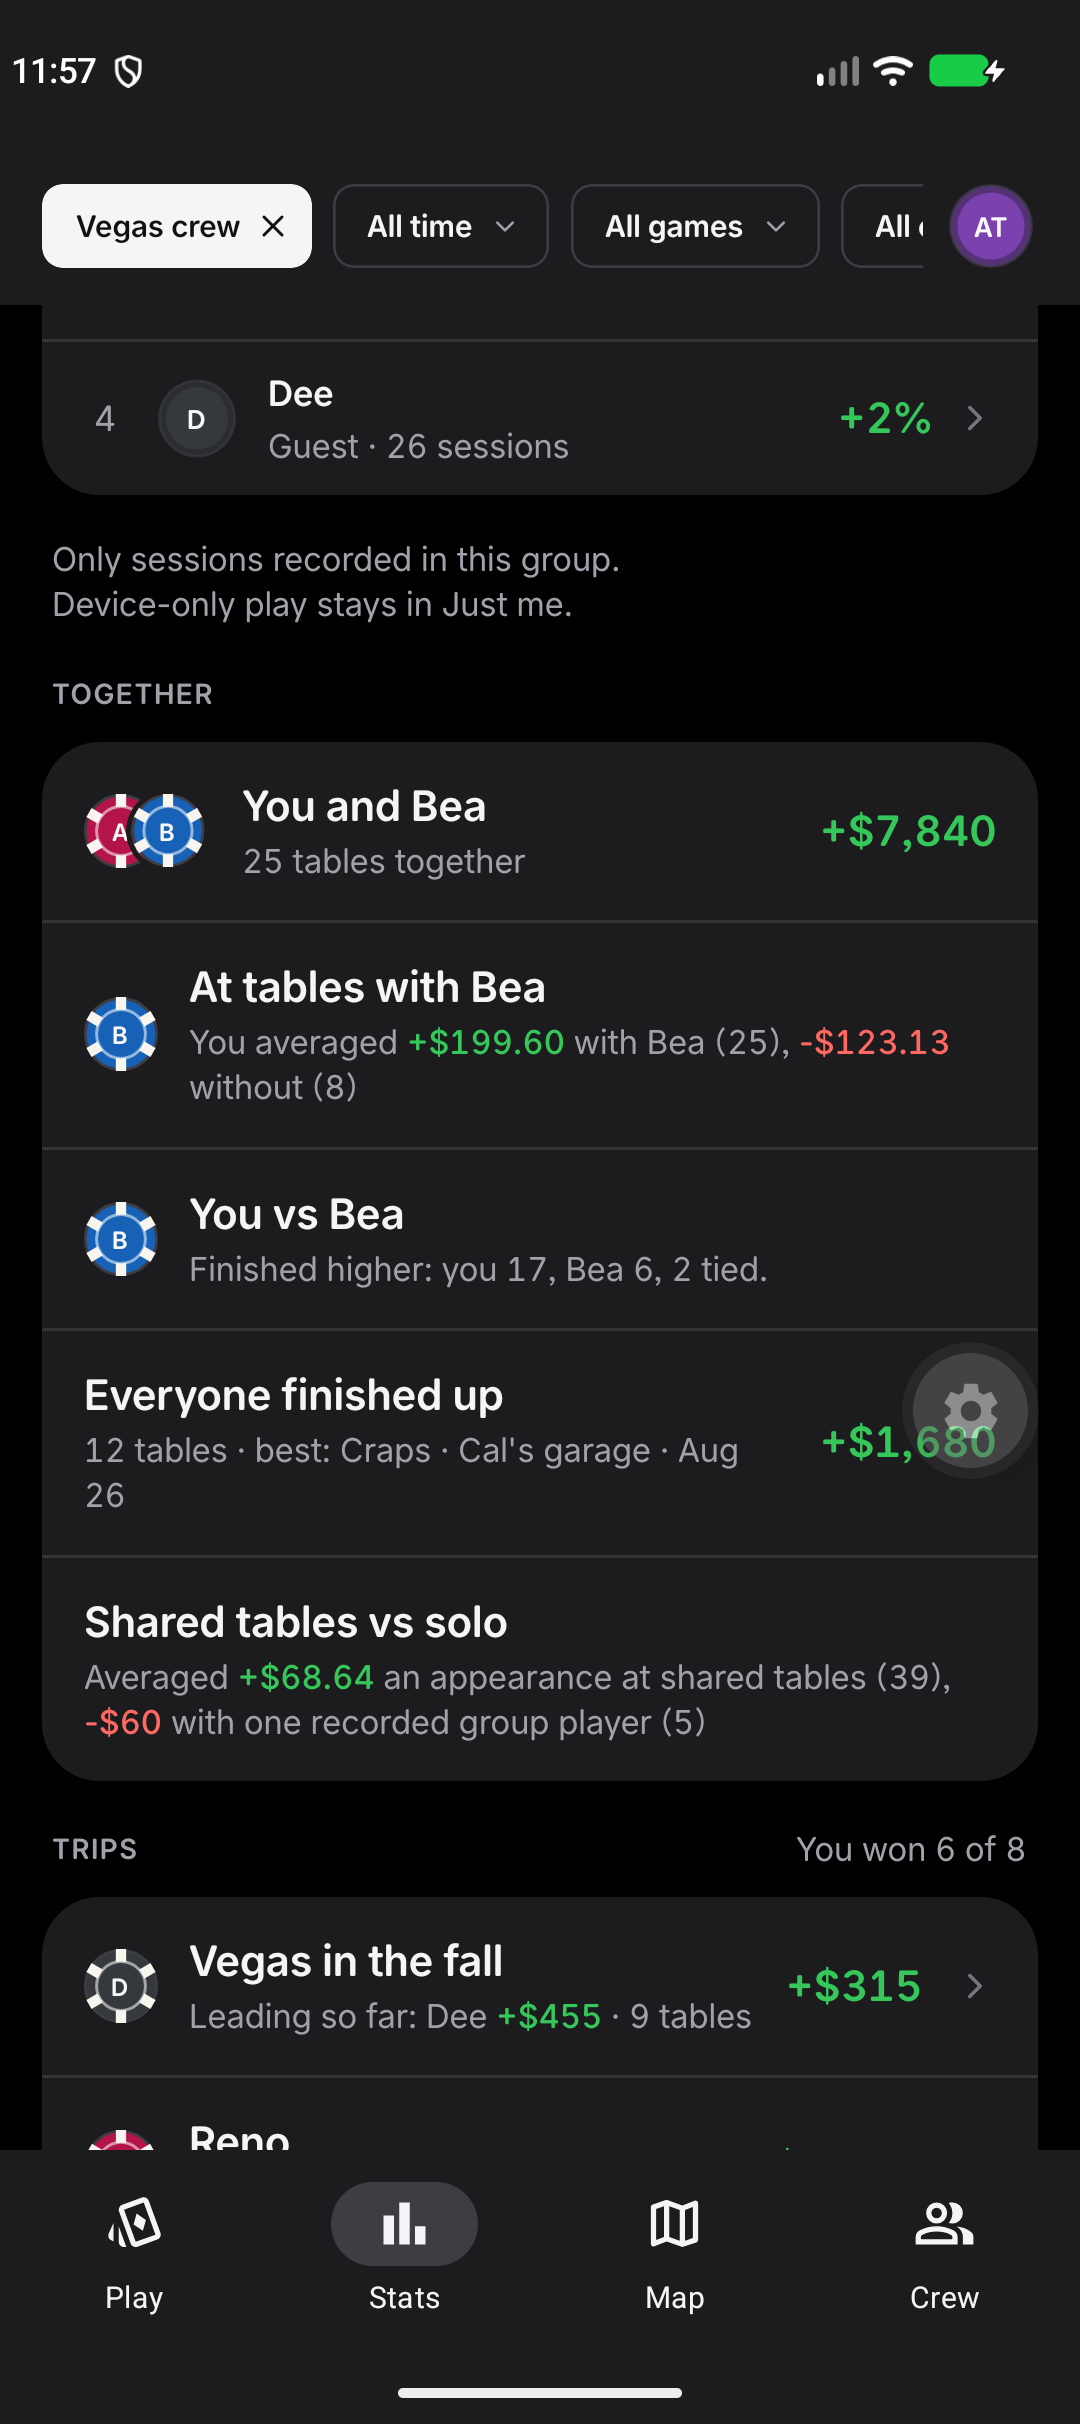 11:57
Vegas crew
All time
All games
All
AT
4
D
Dee
Guest · 26 sessions
+2%
Only sessions recorded in this group.
Device-only play stays in Just me.
TOGETHER
A
B
You and Bea
25 tables together
+$7,840
B
At tables with Bea
You averaged +$199.60 with Bea (25), -$123.13
without (8)
B
You vs Bea
Finished higher: you 17, Bea 6, 2 tied.
Everyone finished up
12 tables · best: Craps · Cal's garage · Aug
26
+$1,680
Shared tables vs solo
Averaged +$68.64 an appearance at shared tables (39),
-$60 with one recorded group player (5)
TRIPS
You won 6 of 8
D
Vegas in the fall
Leading so far: Dee +$455 · 9 tables
+$315
Reno
Play
Stats
Map
Crew